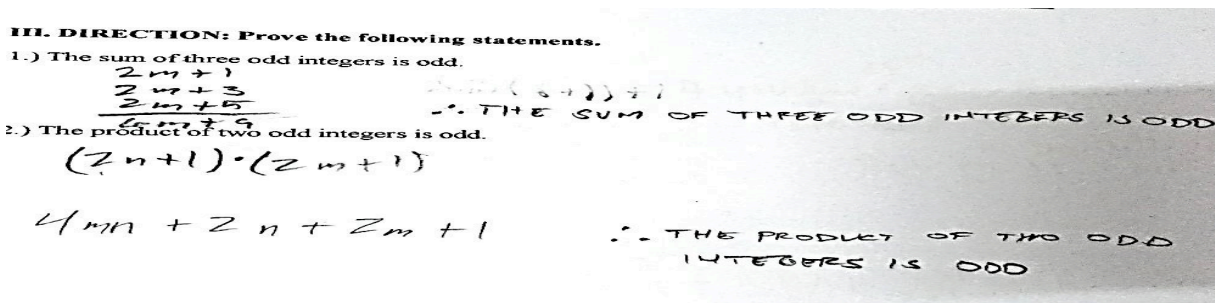 III. DIRECTION: Prove the following statements.
1.) The sum of three odd integers is odd.
2m+1
2m+3
2m+5
6m+9
∴ THE SUM OF THREE ODD INTEGERS IS ODD
2.) The product of two odd integers is odd.
(2n+1)·(2m+1)
4mn + 2n + 2m + 1
∴ THE PRODUCT OF TWO ODD
INTEGERS IS ODD